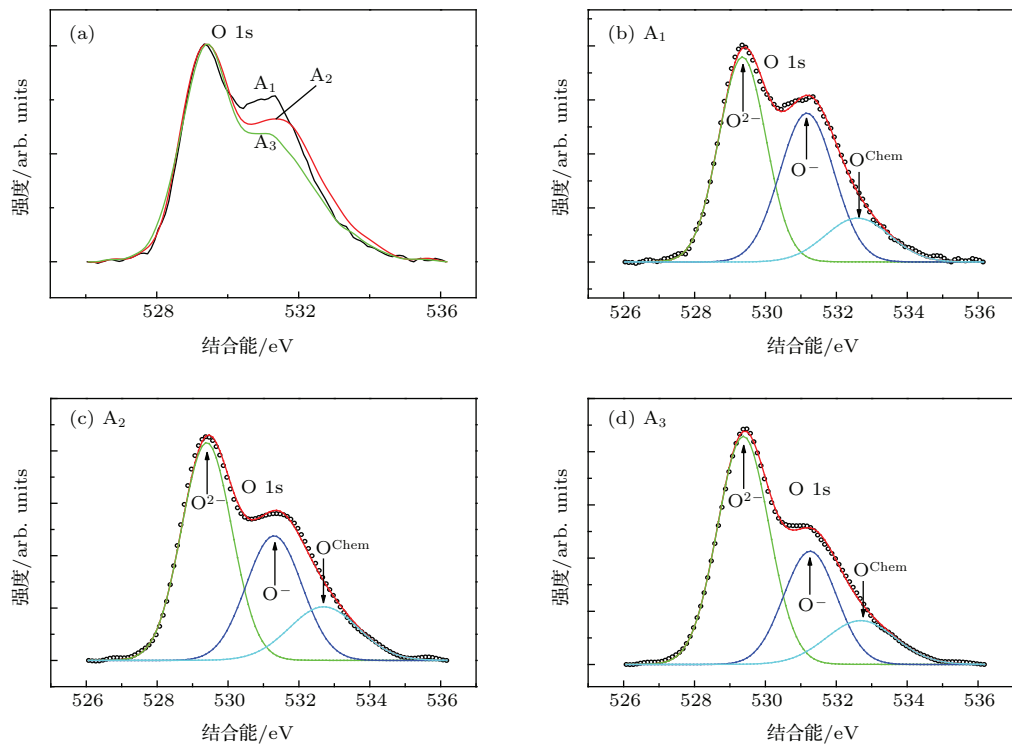 (a)
O 1s
A₁
A₂
A₃
强度/arb. units
528
532
536
结合能/eV
(b) A₁
O 1s
O²⁻
O⁻
O^Chem
强度/arb. units
526
528
530
532
534
536
结合能/eV
(c) A₂
O 1s
O²⁻
O⁻
O^Chem
强度/arb. units
526
528
530
532
534
536
结合能/eV
(d) A₃
O 1s
O²⁻
O⁻
O^Chem
强度/arb. units
526
528
530
532
534
536
结合能/eV